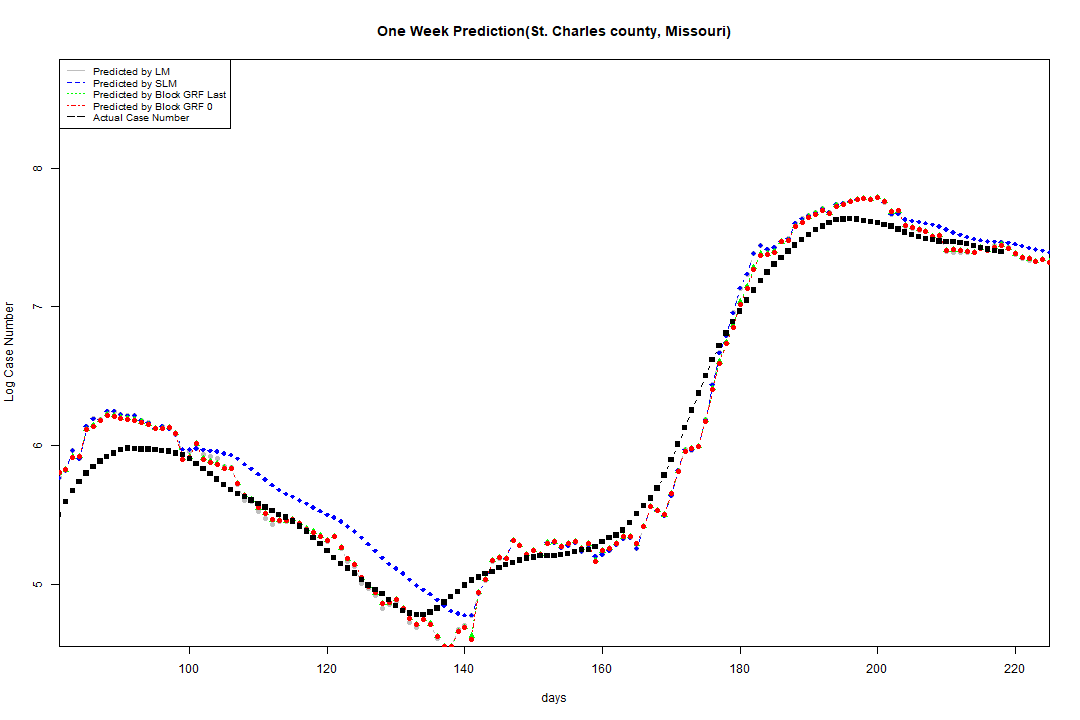 One Week Prediction(St. Charles county, Missouri)
Predicted by LM
Predicted by SLM
Predicted by Block GRF Last
Predicted by Block GRF 0
Actual Case Number
8
7
6
5
Log Case Number
100 120 140 160 180 200 220
days